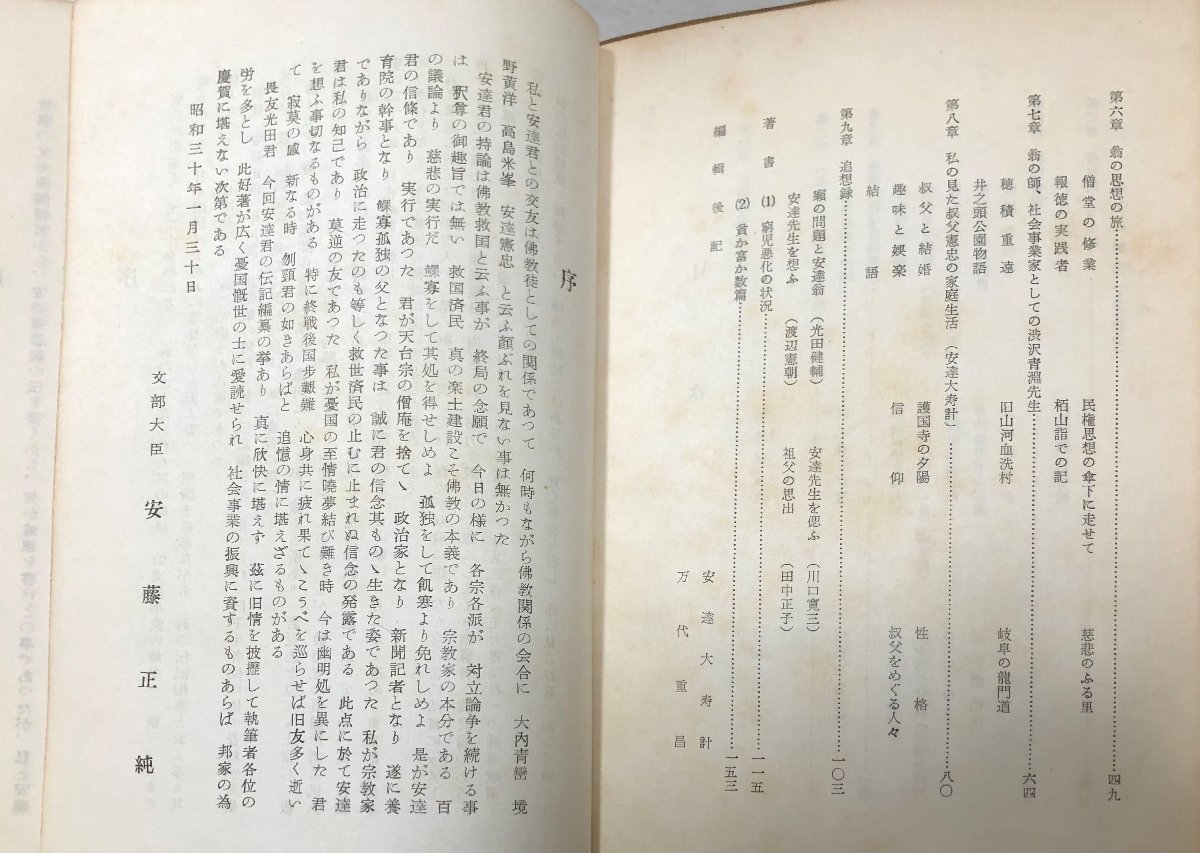 第六章 翁の思想の旅…………四九
僧堂の修業 民権思想の傘下に走せて 慈悲のふる里
報徳の実践者 栢山詣での記
第七章 翁の師、社会事業家としての渋沢青淵先生…………六四
穂積重遠 旧山河血洗村 岐阜の龍門道
井之頭公園物語
第八章 私の見た叔父憲忠の家庭生活(安達大寿計)…………八〇
叔父と結婚 護国寺の夕陽 性格
趣味と娯楽 信仰 叔父をめぐる人々
結語
第九章 追想録…………一〇三
癩の問題と安達翁(光田健輔) 安達先生を偲ふ(川口寛三)
安達先生を想ふ(渡辺憲朝) 祖父の思出(田中正子)
著書 (1) 窮児悪化の状況…………一一五
(2) 貧か富か数篇…………一五三
編輯後記 安達大寿計
万代重昌
序
私と安達君との交友は佛教徒としての関係であつて 何時もながら佛教関係の会合に 大内青巒 境
野黄洋 高島米峯 安達憲忠 と云ふ顔ぶれを見ない事は無かつた
安達君の持論は佛教救国と云ふ事が 終局の念願で 今日の様に 各宗各派が 対立論争を続ける事
は 釈尊の御趣旨では無い 救国済民 真の楽土建設こそ佛教の本義であり 宗教家の本分である 百
の議論より 慈悲の実行だ 鰥寡をして其処を得せしめよ 孤独をして飢寒より免れしめよ 是が安達
君の信條であり 実行であつた 君が天台宗の僧庵を捨てゝ 政治家となり 新聞記者となり 遂に養
育院の幹事となり 鰥寡孤独の父となつた事は 誠に君の信念其ものゝ生きた姿であつた 私が宗教家
でありながら 政治に走つたのも等しく救世済民の止むに止まれぬ信念の発露である 此点に於て安達
君は私の知己であり 莫逆の友であつた 私が憂国の至情曉夢結び難き時 今は幽明処を異にした 君
を想ふ事切なるものがある 特に終戦後国歩艱難 心身共に疲れ果てゝこうべを巡らせば旧友多く逝い
て 寂莫の感 新なる時 刎頸君の如きあらばと 追憶の情に堪えざるものがある
畏友光田君 今回安達君の伝記編纂の挙あり 真に欣快に堪えず 茲に旧情を披攊して執筆者各位の
労を多とし 此好著が広く憂国慨世の士に愛読せられ 社会事業の振興に資するものあらば 邦家の為
慶賀に堪えない次第である
昭和三十年一月三十日
文部大臣 安藤正純